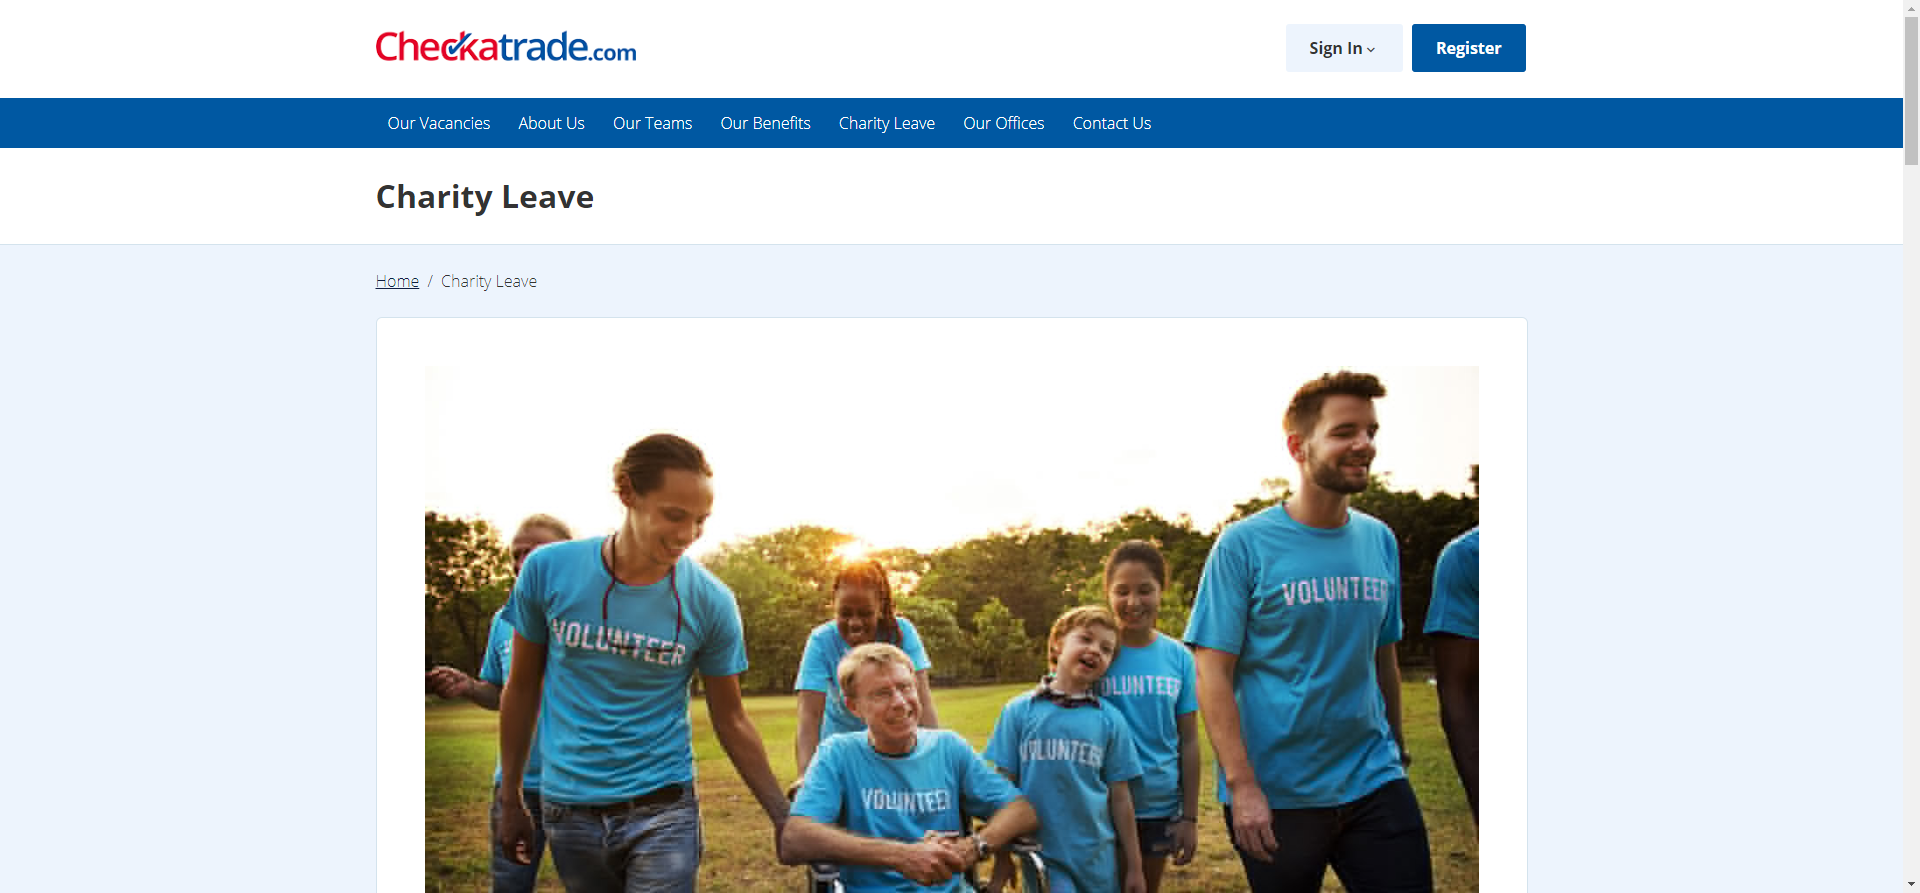 Checkatrade.com
Sign In
Register
Our Vacancies About Us Our Teams Our Benefits Charity Leave Our Offices Contact Us
Charity Leave
Home / Charity Leave
VOLUNTEER
VOLUNTEER
VOLUNTEER
VOLUNTEER
VOLUNTEER